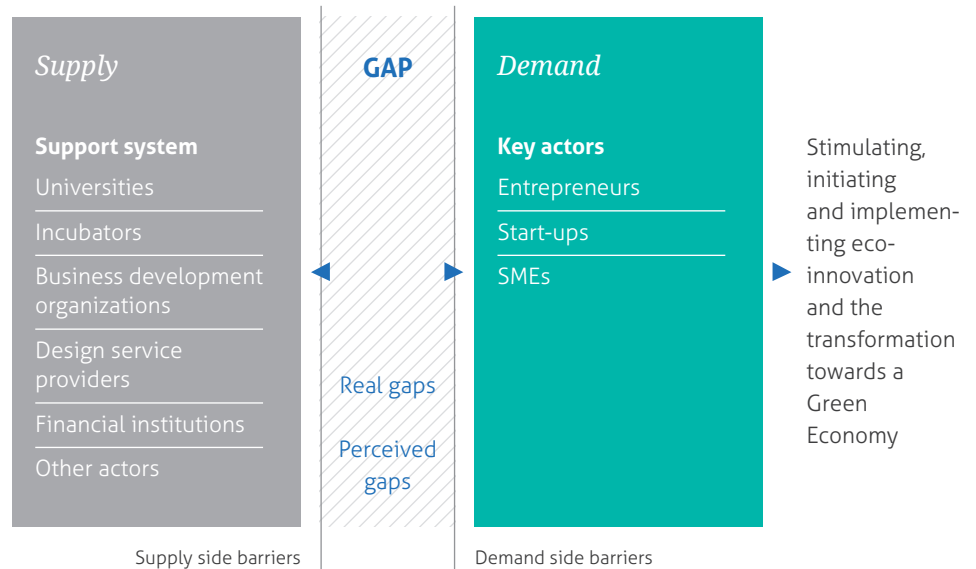 Supply
Support system
Universities
Incubators
Business development
organizations
Design service
providers
Financial institutions
Other actors
Supply side barriers
GAP
Real gaps
Perceived
gaps
Demand
Key actors
Entrepreneurs
Start-ups
SMEs
Demand side barriers
Stimulating,
initiating
and implemen-
ting eco-
innovation
and the
transformation
towards a
Green
Economy